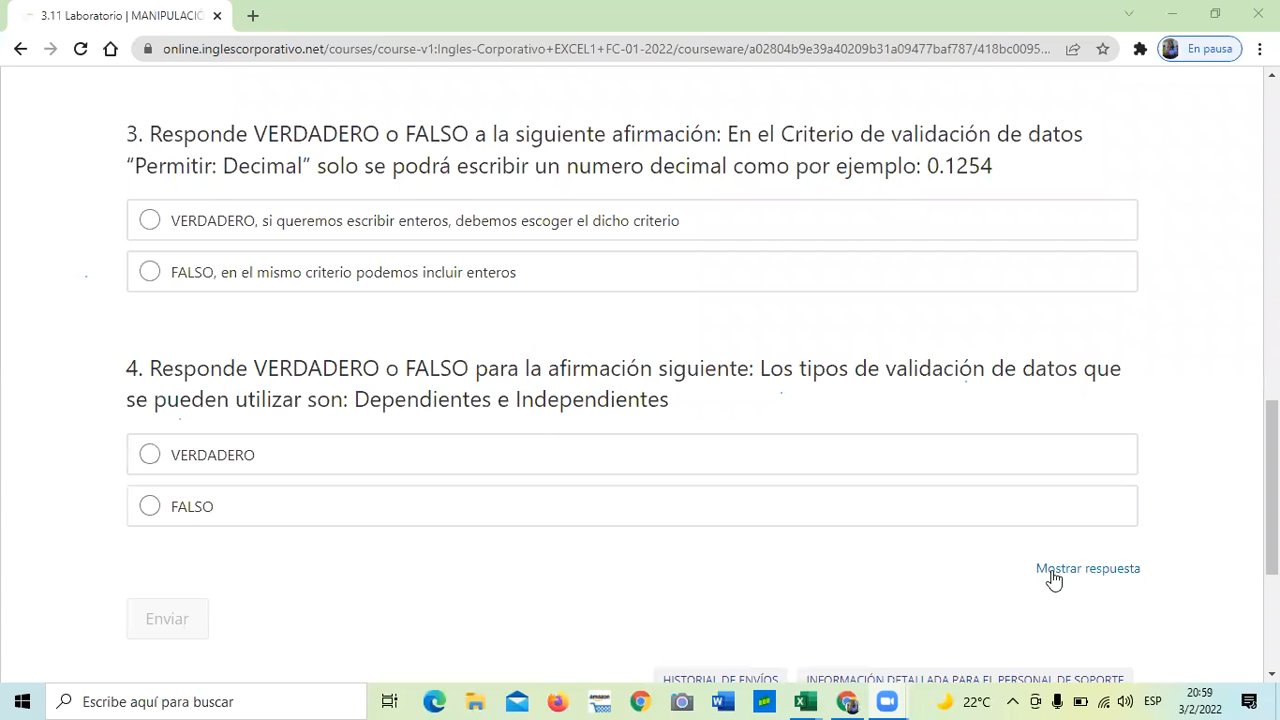 3.11 Laboratorio | MANIPULACIÓ
online.inglescorporativo.net/courses/course-v1:Ingles-Corporativo+EXCEL1+FC-01-2022/courseware/a02804b9e39a40209b31a09477baf787/418bc0095...
En pausa
3. Responde VERDADERO o FALSO a la siguiente afirmación: En el Criterio de validación de datos
“Permitir: Decimal” solo se podrá escribir un numero decimal como por ejemplo: 0.1254
VERDADERO, si queremos escribir enteros, debemos escoger el dicho criterio
FALSO, en el mismo criterio podemos incluir enteros
4. Responde VERDADERO o FALSO para la afirmación siguiente: Los tipos de validación de datos que
se pueden utilizar son: Dependientes e Independientes
VERDADERO
FALSO
Mostrar respuesta
Enviar
HISTORIAL DE ENVÍOS
INFORMACIÓN DETALLADA PARA EL PERSONAL DE SOPORTE
Escribe aquí para buscar
22°C
ESP
20:59
3/2/2022